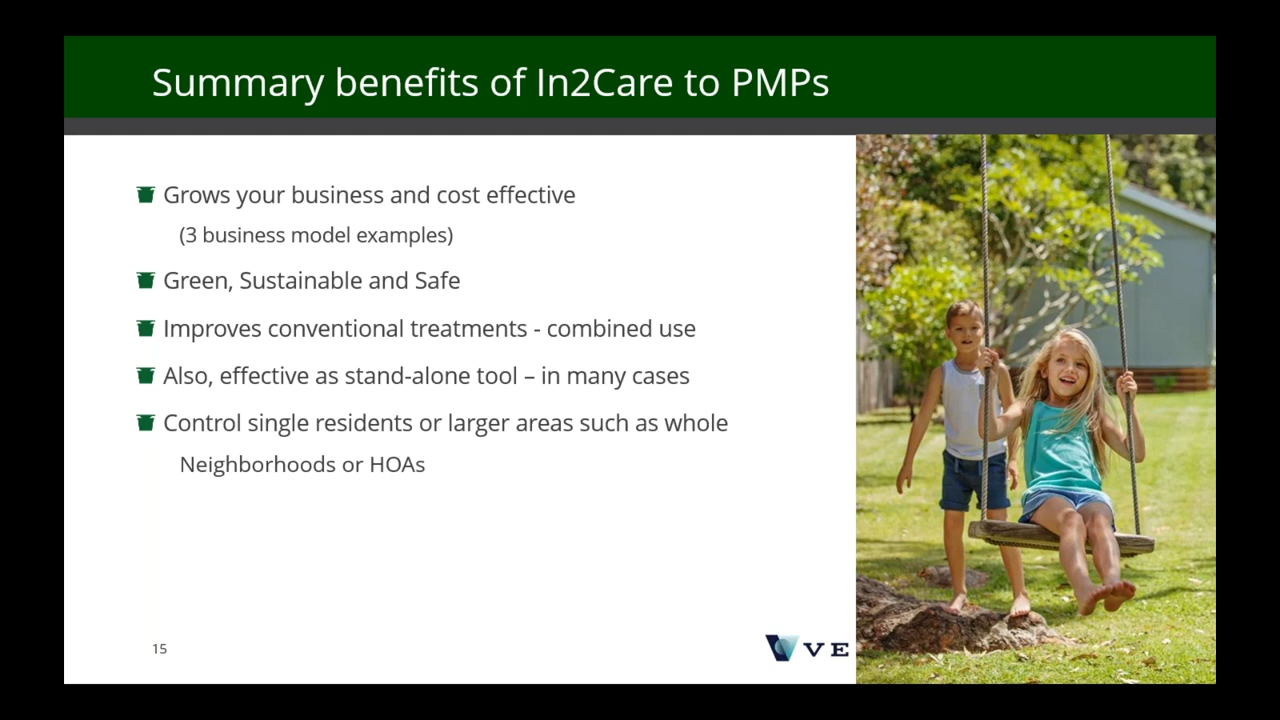 Summary benefits of In2Care to PMPs
Grows your business and cost effective
(3 business model examples)
Green, Sustainable and Safe
Improves conventional treatments - combined use
Also, effective as stand-alone tool – in many cases
Control single residents or larger areas such as whole
Neighborhoods or HOAs
15
VE